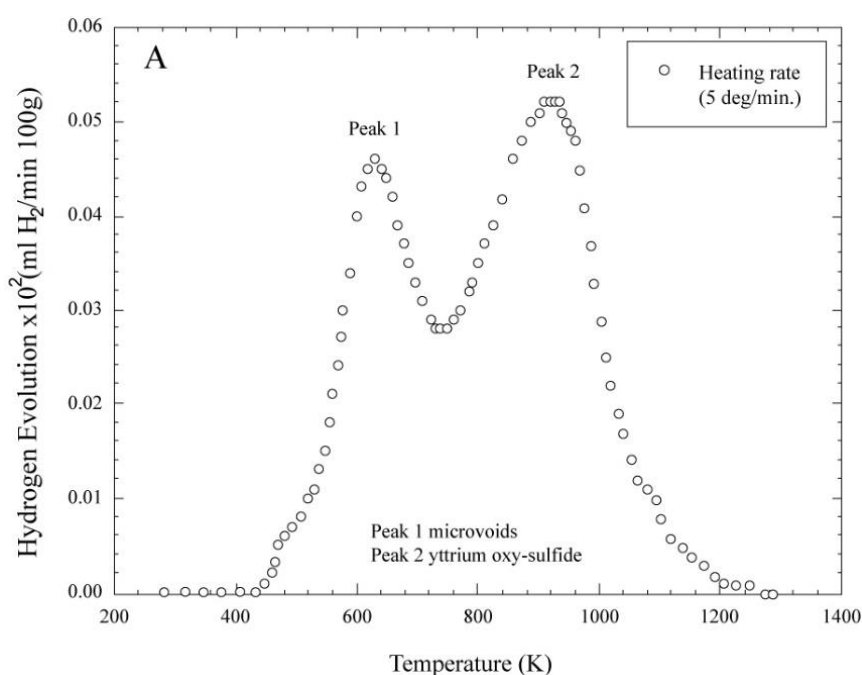 A
Peak 1
Peak 2
Heating rate
(5 deg/min.)
Hydrogen Evolution x10²(ml H₂/min 100g)
0.06
0.05
0.04
0.03
0.02
0.01
0.00
Peak 1 microvoids
Peak 2 yttrium oxy-sulfide
200 400 600 800 1000 1200 1400
Temperature (K)